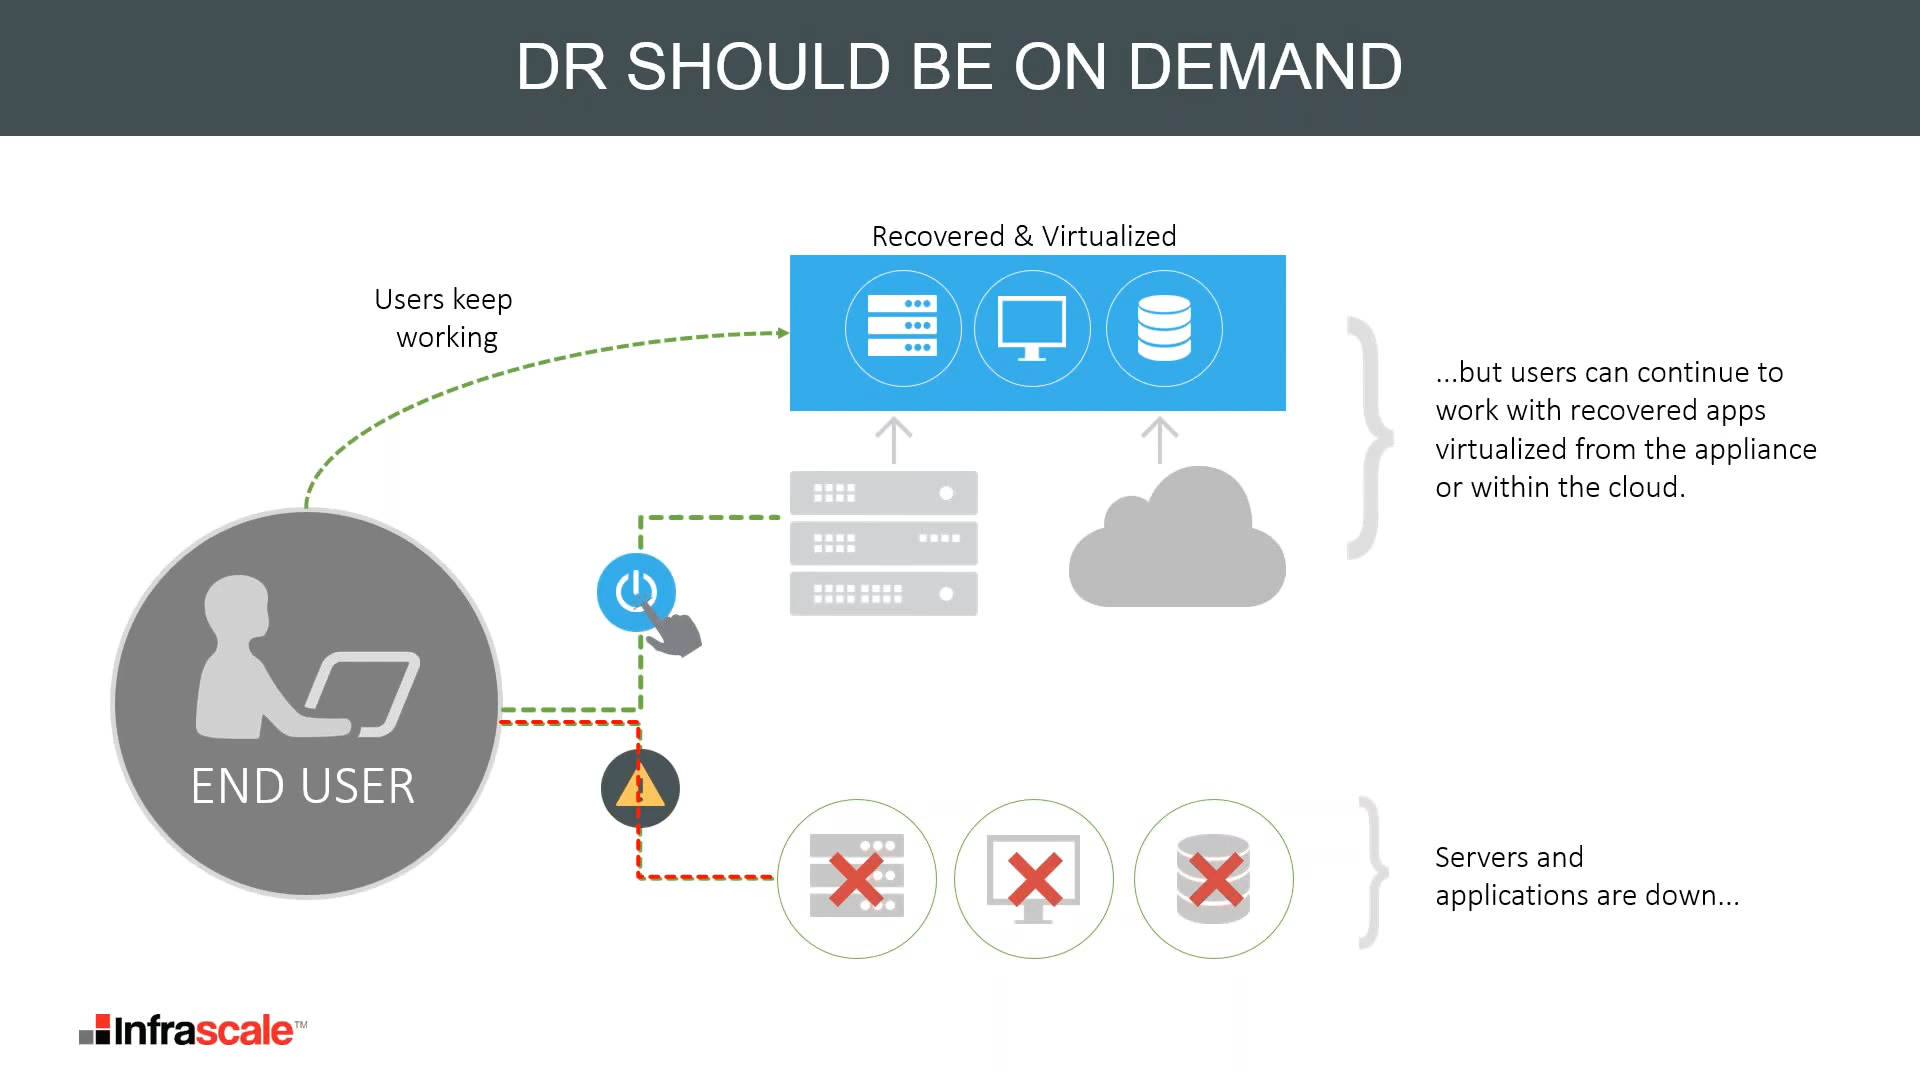 DR SHOULD BE ON DEMAND
Recovered & Virtualized
Users keep
working
...but users can continue to
work with recovered apps
virtualized from the appliance
or within the cloud.
END USER
Servers and
applications are down...
Infrascale™